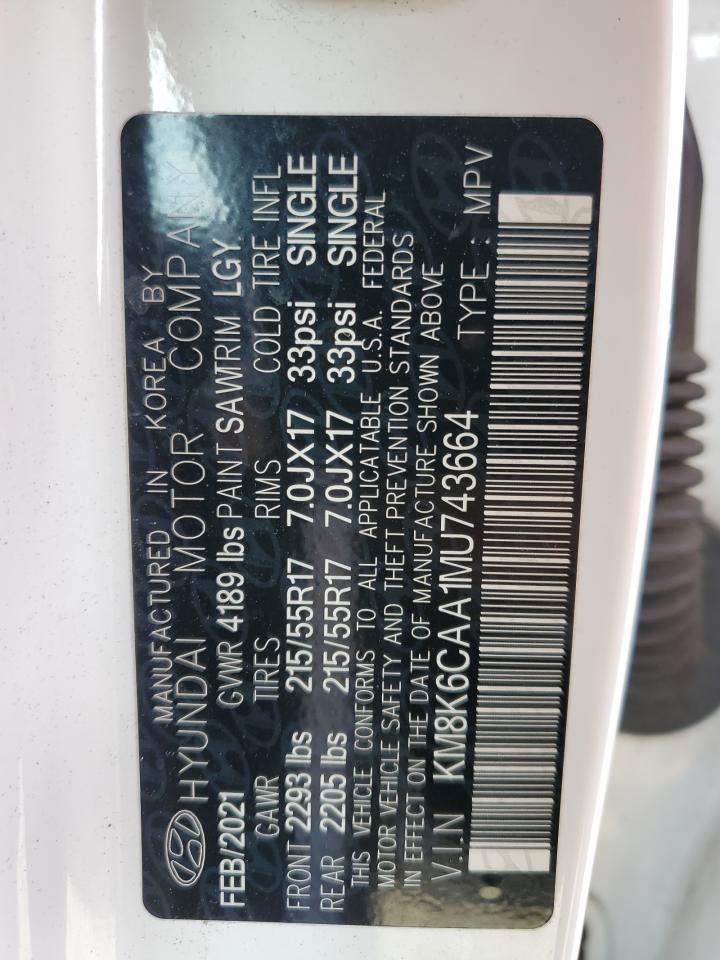 MANUFACTURED IN KOREA BY
HYUNDAI MOTOR COMPANY
FEB/2021 GVWR 4189 lbs PAINT SAWTRIM LGY
GAWR TIRES RIMS COLD TIRE INFL
FRONT 2293 lbs 215/55R17 7.0JX17 33psi SINGLE
REAR 2205 lbs 215/55R17 7.0JX17 33psi SINGLE
THIS VEHICLE CONFORMS TO ALL APPLICATABLE U.S.A. FEDERAL
MOTOR VEHICLE SAFETY AND THEFT PREVENTION STANDARDS
IN EFFECT ON THE DATE OF MANUFACTURE SHOWN ABOVE
V.I.N KM8K6CAA1MU743664 TYPE : MPV